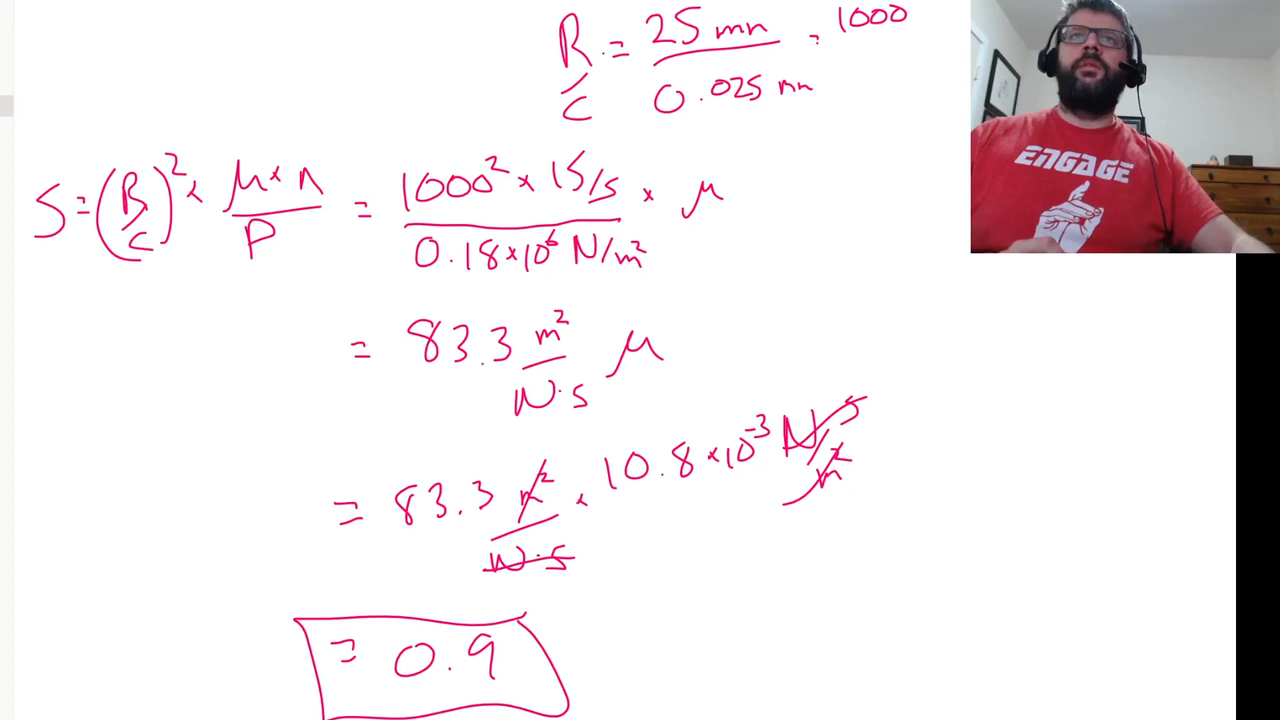 R/C = 25 mm / 0.025 mm = 1000
ENGAGE
S = (R/C)² × μ × n / P = 1000² × 15/s / 0.18 × 10⁶ N/m² × μ
= 83.3 m² / N·s μ
= 83.3 m² / N·s × 10.8 × 10⁻³ N·s / m²
= 0.9